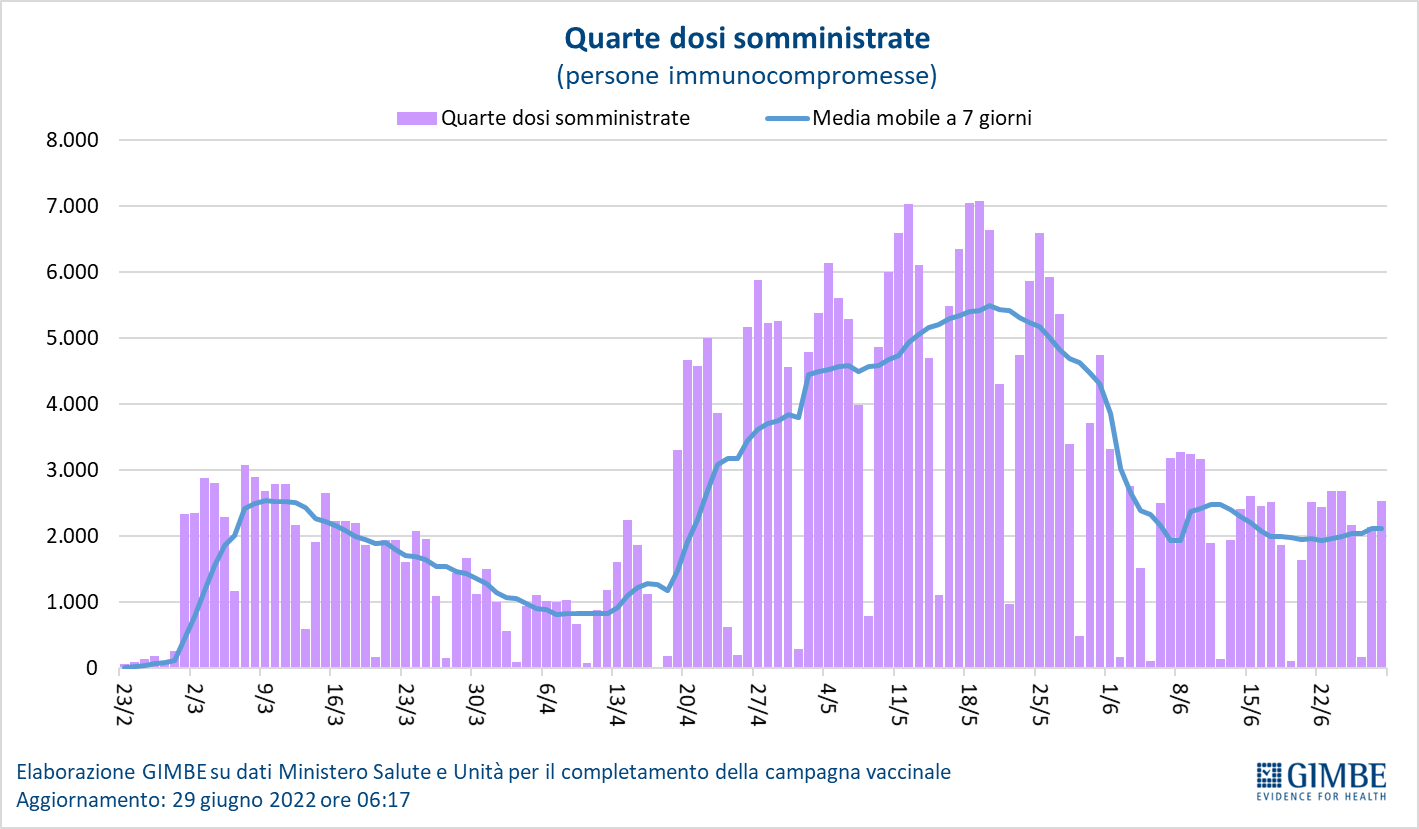 Quarte dosi somministrate
(persone immunocompromesse)
Quarte dosi somministrate Media mobile a 7 giorni
8.000
7.000
6.000
5.000
4.000
3.000
2.000
1.000
0
23/2 2/3 9/3 16/3 23/3 30/3 6/4 13/4 20/4 27/4 4/5 11/5 18/5 25/5 1/6 8/6 15/6 22/6
Elaborazione GIMBE su dati Ministero Salute e Unità per il completamento della campagna vaccinale
Aggiornamento: 29 giugno 2022 ore 06:17
GIMBE
EVIDENCE FOR HEALTH